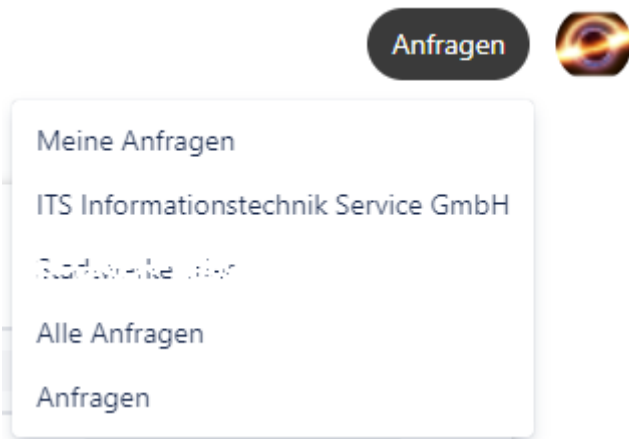 Anfragen
Meine Anfragen
ITS Informationstechnik Service GmbH
Alle Anfragen
Anfragen